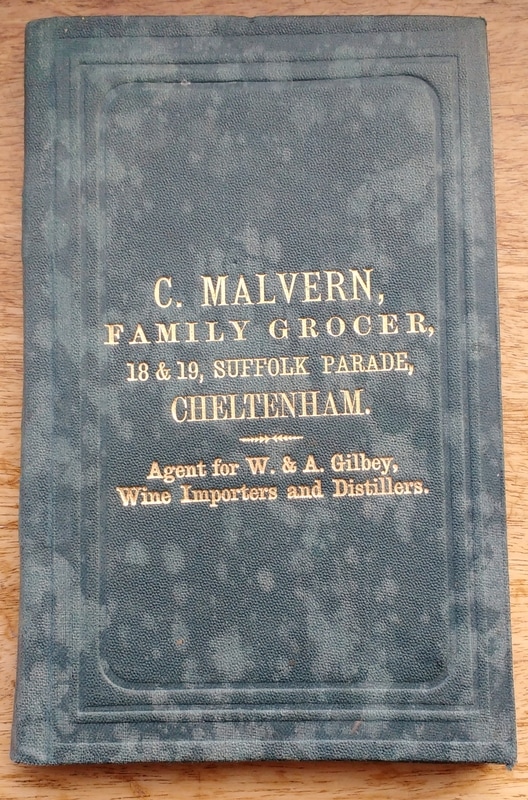 C. MALVERN,
FAMILY GROCER,
18 & 19, SUFFOLK PARADE,
CHELTENHAM.
Agent for W. & A. Gilbey,
Wine Importers and Distillers.